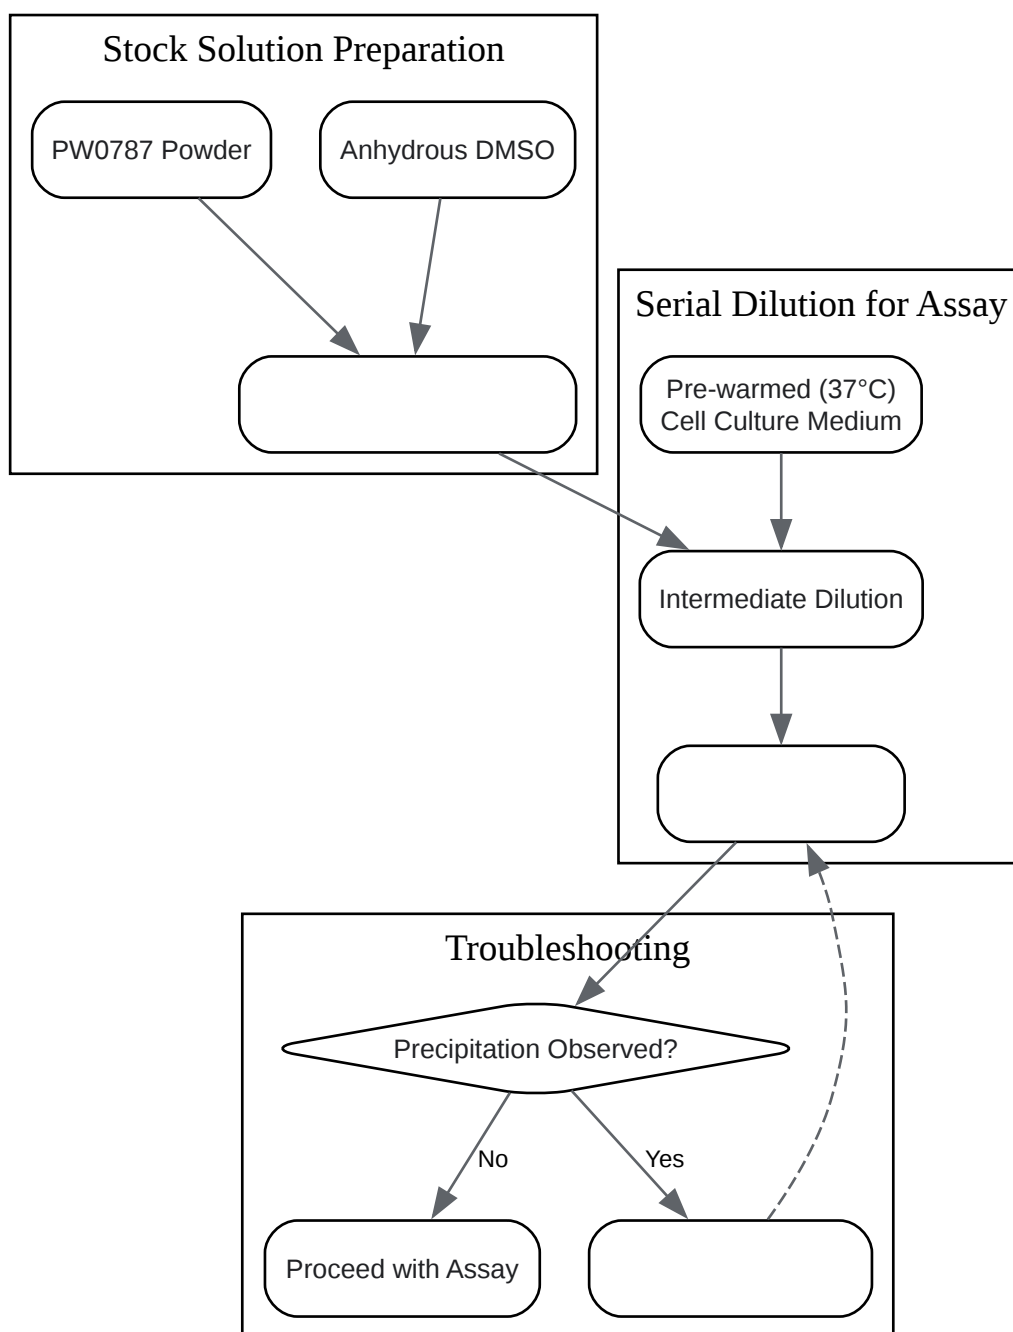 Stock Solution Preparation
PW0787 Powder
Anhydrous DMSO
Serial Dilution for Assay
Pre-warmed (37°C)
Cell Culture Medium
Intermediate Dilution
Troubleshooting
Precipitation Observed?
No
Yes
Proceed with Assay